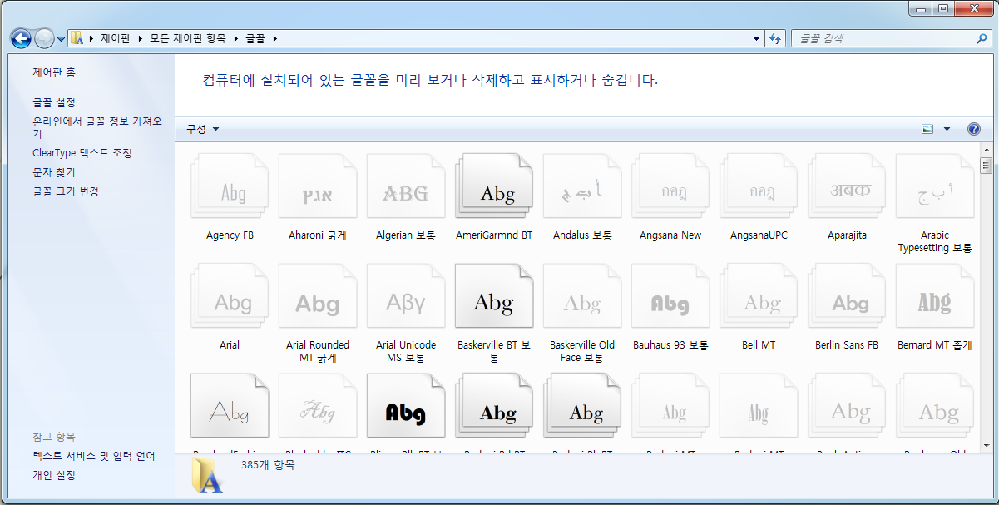 제어판 ▸ 모든 제어판 항목 ▸ 글꼴 ▸
글꼴 검색
제어판 홈
글꼴 설정
온라인에서 글꼴 정보 가져오
기
ClearType 텍스트 조정
문자 찾기
글꼴 크기 변경
참고 항목
텍스트 서비스 및 입력 언어
개인 설정
컴퓨터에 설치되어 있는 글꼴을 미리 보거나 삭제하고 표시하거나 숨깁니다.
구성
Abg
אבץ
ABG
Abg
أب ج
กคฎ
กคฎ
अबक
أب ج
Agency FB
Aharoni 굵게
Algerian 보통
AmeriGarmnd BT
Andalus 보통
Angsana New
AngsanaUPC
Aparajita
Arabic
Typesetting 보통
Abg
Abg
Αβγ
Abg
Abg
Abg
Abg
Abg
Abg
Arial
Arial Rounded
MT 굵게
Arial Unicode
MS 보통
Baskerville BT 보
통
Baskerville Old
Face 보통
Bauhaus 93 보통
Bell MT
Berlin Sans FB
Bernard MT 좁게
Abg
Abg
Abg
Abg
Abg
Abg
Abg
Abg
Abg
385개 항목